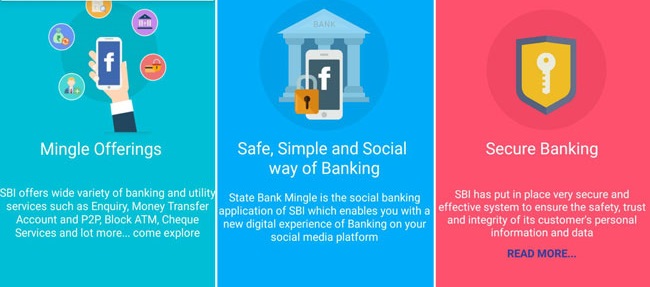 Mingle Offerings
SBI offers wide variety of banking and utility
services such as Enquiry, Money Transfer
Account and P2P, Block ATM, Cheque
Services and lot more... come explore
BANK
f
f
Safe, Simple and Social
way of Banking
State Bank Mingle is the social banking
application of SBI which enables you with a
new digital experience of Banking on your
social media platform
Secure Banking
SBI has put in place very secure and
effective system to ensure the safety, trust
and integrity of its customer's personal
information and data
READ MORE...